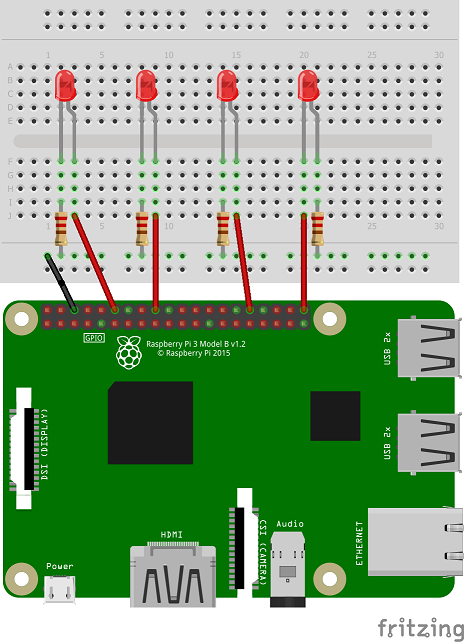 1 5 10 15 20 25 30
A
B
C
D
E
F
G
H
I
J
1 5 10 15 20 25 30
GPIO
Raspberry Pi 3 Model B v1.2
© Raspberry Pi 2015
USB 2x
DSI (DISPLAY)
USB 2x
HDMI
CSI (CAMERA)
Audio
ETHERNET
Power
fritzing